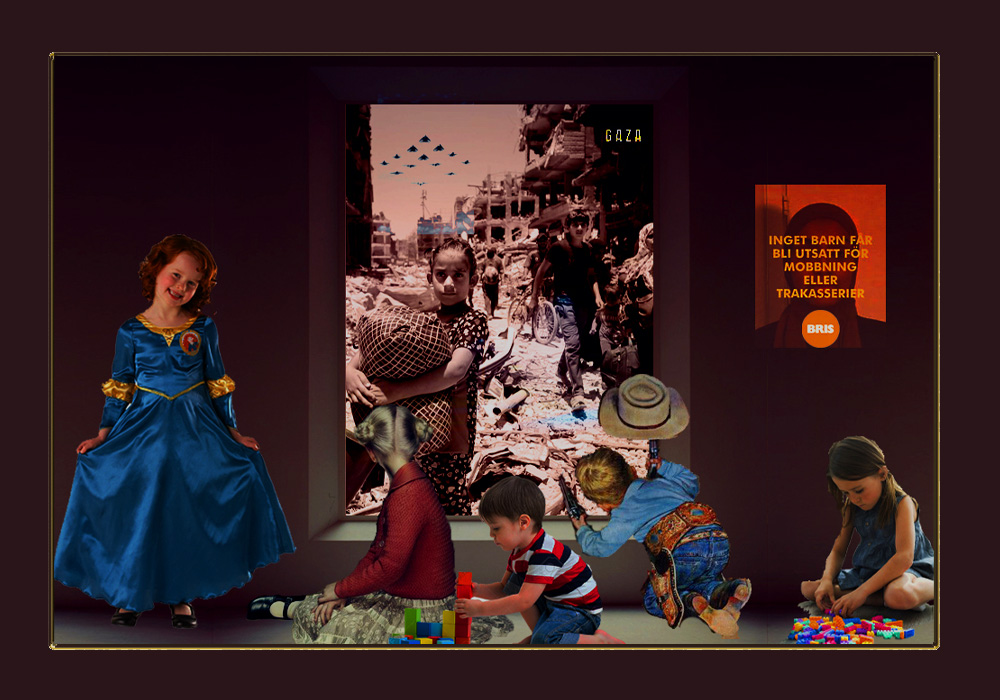 GAZA
INGET BARN FÅR
BLI UTSATT FÖR
MOBBNING
ELLER
TRAKASSERIER
BRIS